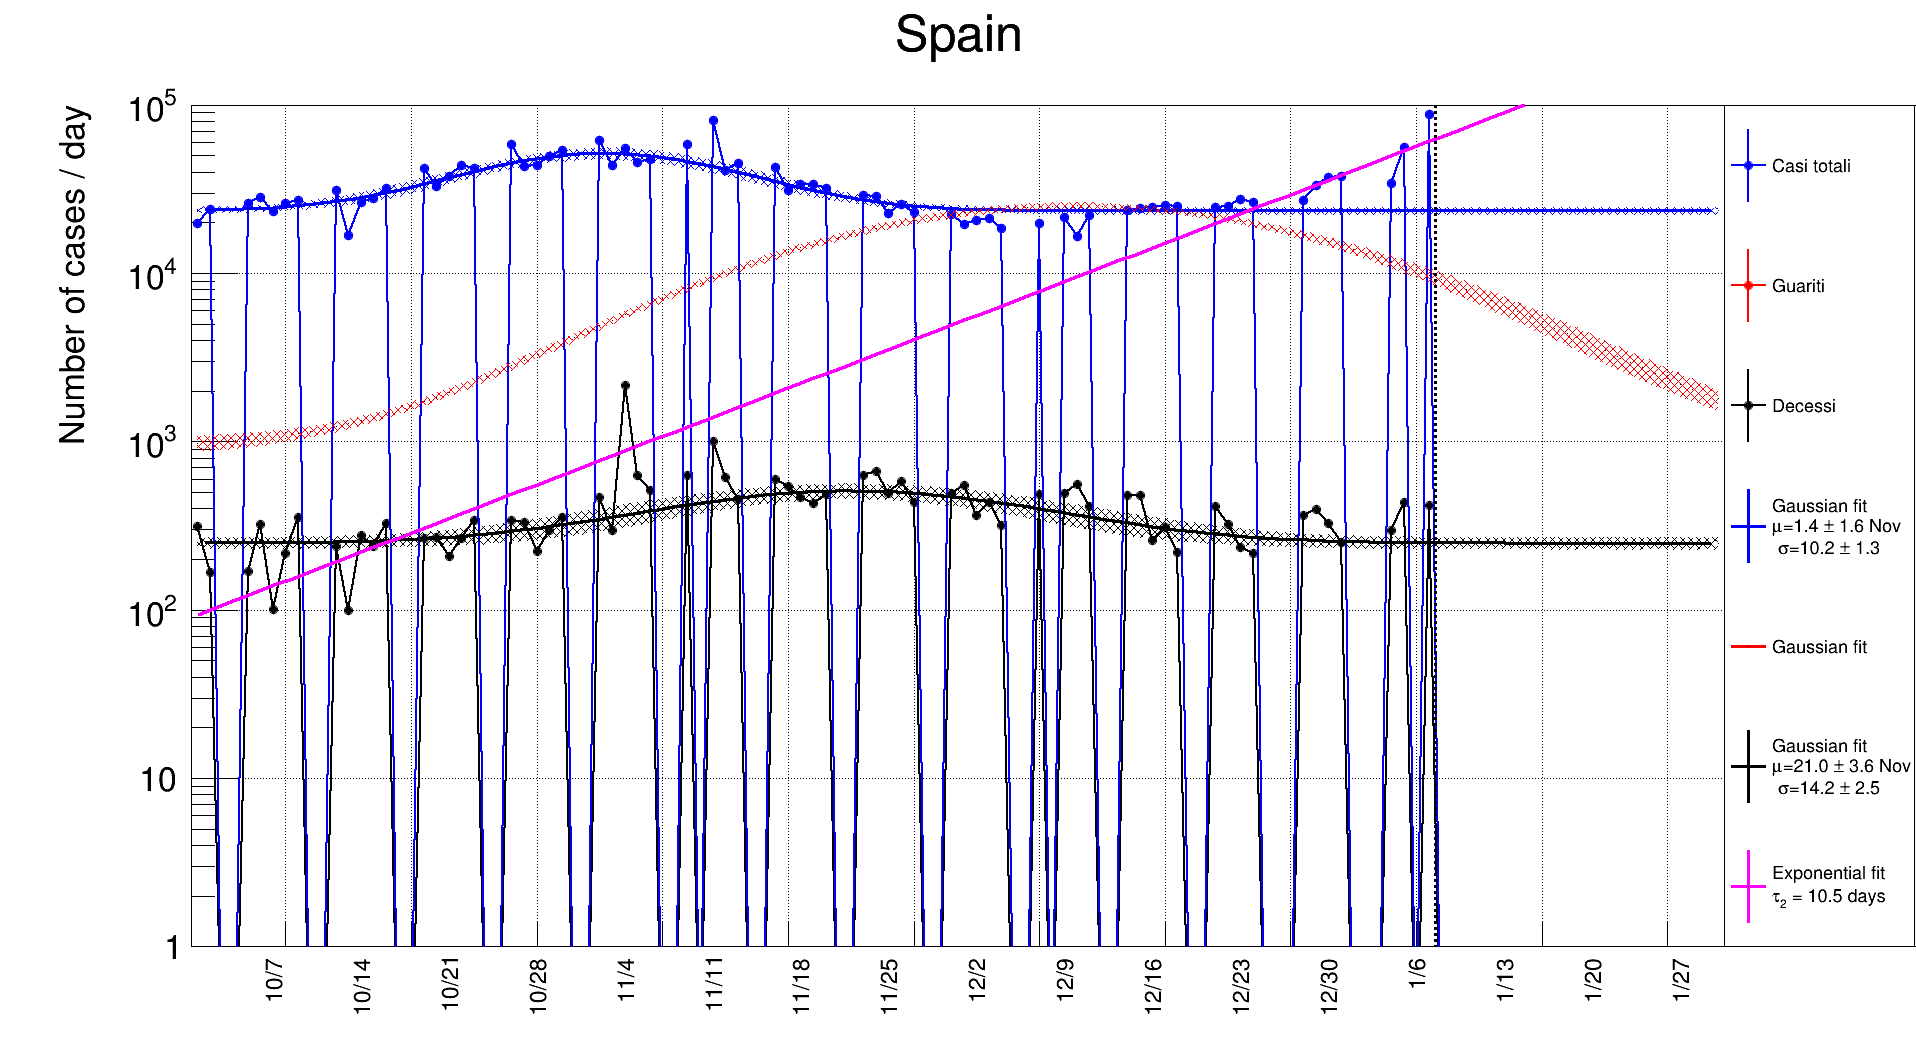 Spain
Number of cases / day
10^5
10^4
10^3
10^2
10
1
10/7
10/14
10/21
10/28
11/4
11/11
11/18
11/25
12/2
12/9
12/16
12/23
12/30
1/6
1/13
1/20
1/27
Casi totali
Guariti
Decessi
Gaussian fit
μ=1.4 ± 1.6 Nov
σ=10.2 ± 1.3
Gaussian fit
Gaussian fit
μ=21.0 ± 3.6 Nov
σ=14.2 ± 2.5
Exponential fit
τ₂ = 10.5 days